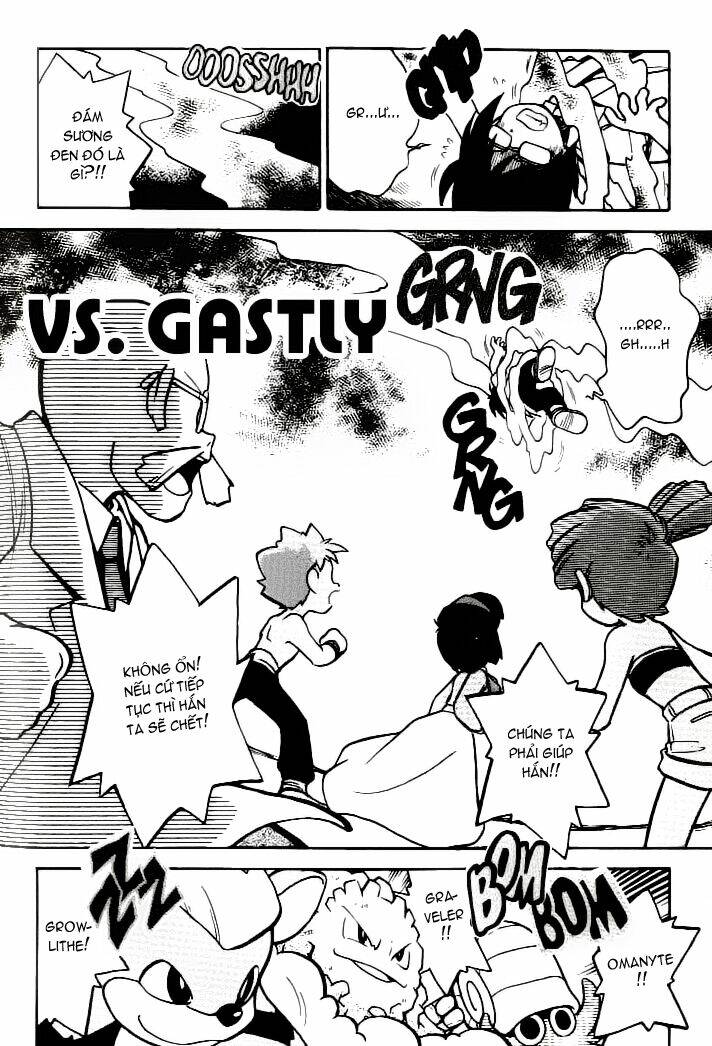 OOOSSHHH
ĐÁM
SƯƠNG
ĐEN ĐÓ LÀ
GÌ?!!
GR...Ư...
GYP
VS. GASTLY
GRNG
....RRR..
GH.....H
GRNG
KHÔNG ỔN!
NẾU CỨ TIẾP
TỤC THÌ HẮN
TA SẼ CHẾT!
CHÚNG TA
PHẢI GIÚP
HẮN!!
ZZZ
GROW-
LITHE!
GRA-
VELER
!!
BOM
BOM
OMANYTE
!!